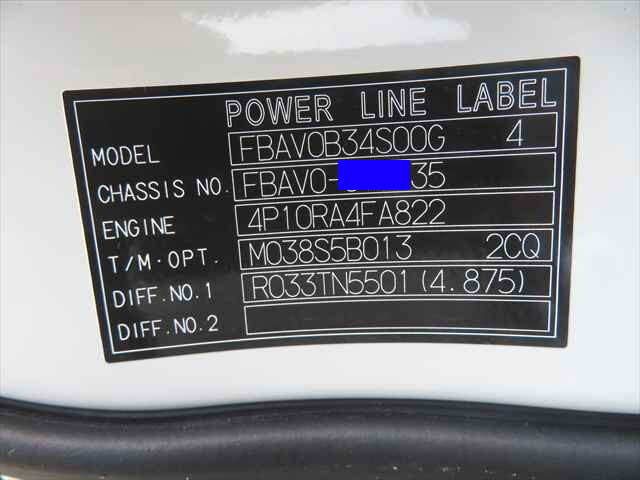 POWER LINE LABEL
MODEL FBAV0B34S00G 4
CHASSIS NO. FBAV0- 35
ENGINE 4P10RA4FA822
T/M·OPT. M038S5B013 2CQ
DIFF.NO.1 R033TN5501(4.875)
DIFF.NO.2